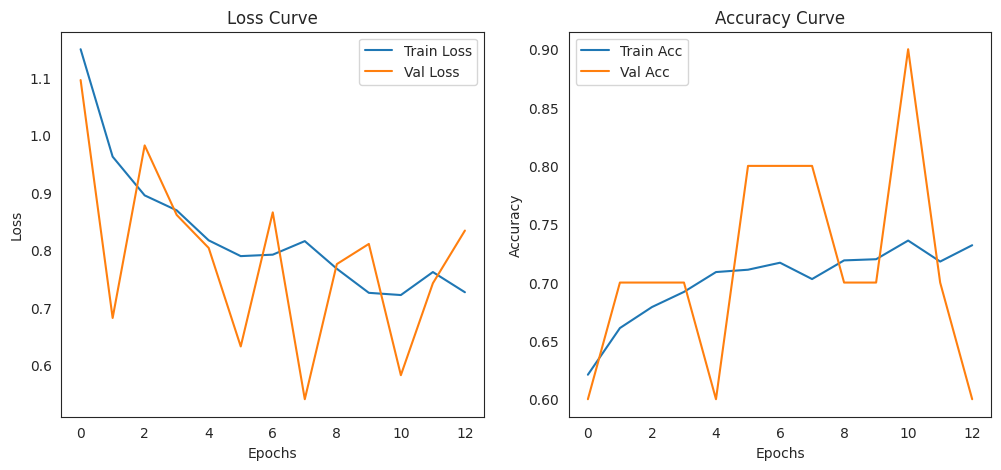 Loss Curve
Train Loss
Val Loss
1.1
1.0
0.9
0.8
0.7
0.6
Loss
0 2 4 6 8 10 12
Epochs
Accuracy Curve
Train Acc
Val Acc
0.90
0.85
0.80
0.75
0.70
0.65
0.60
Accuracy
0 2 4 6 8 10 12
Epochs